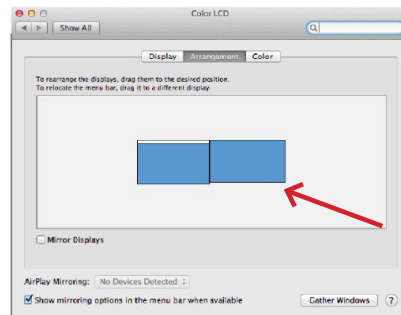 Color LCD
Show All
Display Arrangement Color
To rearrange the displays, drag them to the desired position.
To relocate the menu bar, drag it to a different display.
Mirror Displays
AirPlay Mirroring: No Devices Detected
Show mirroring options in the menu bar when available
Gather Windows ?